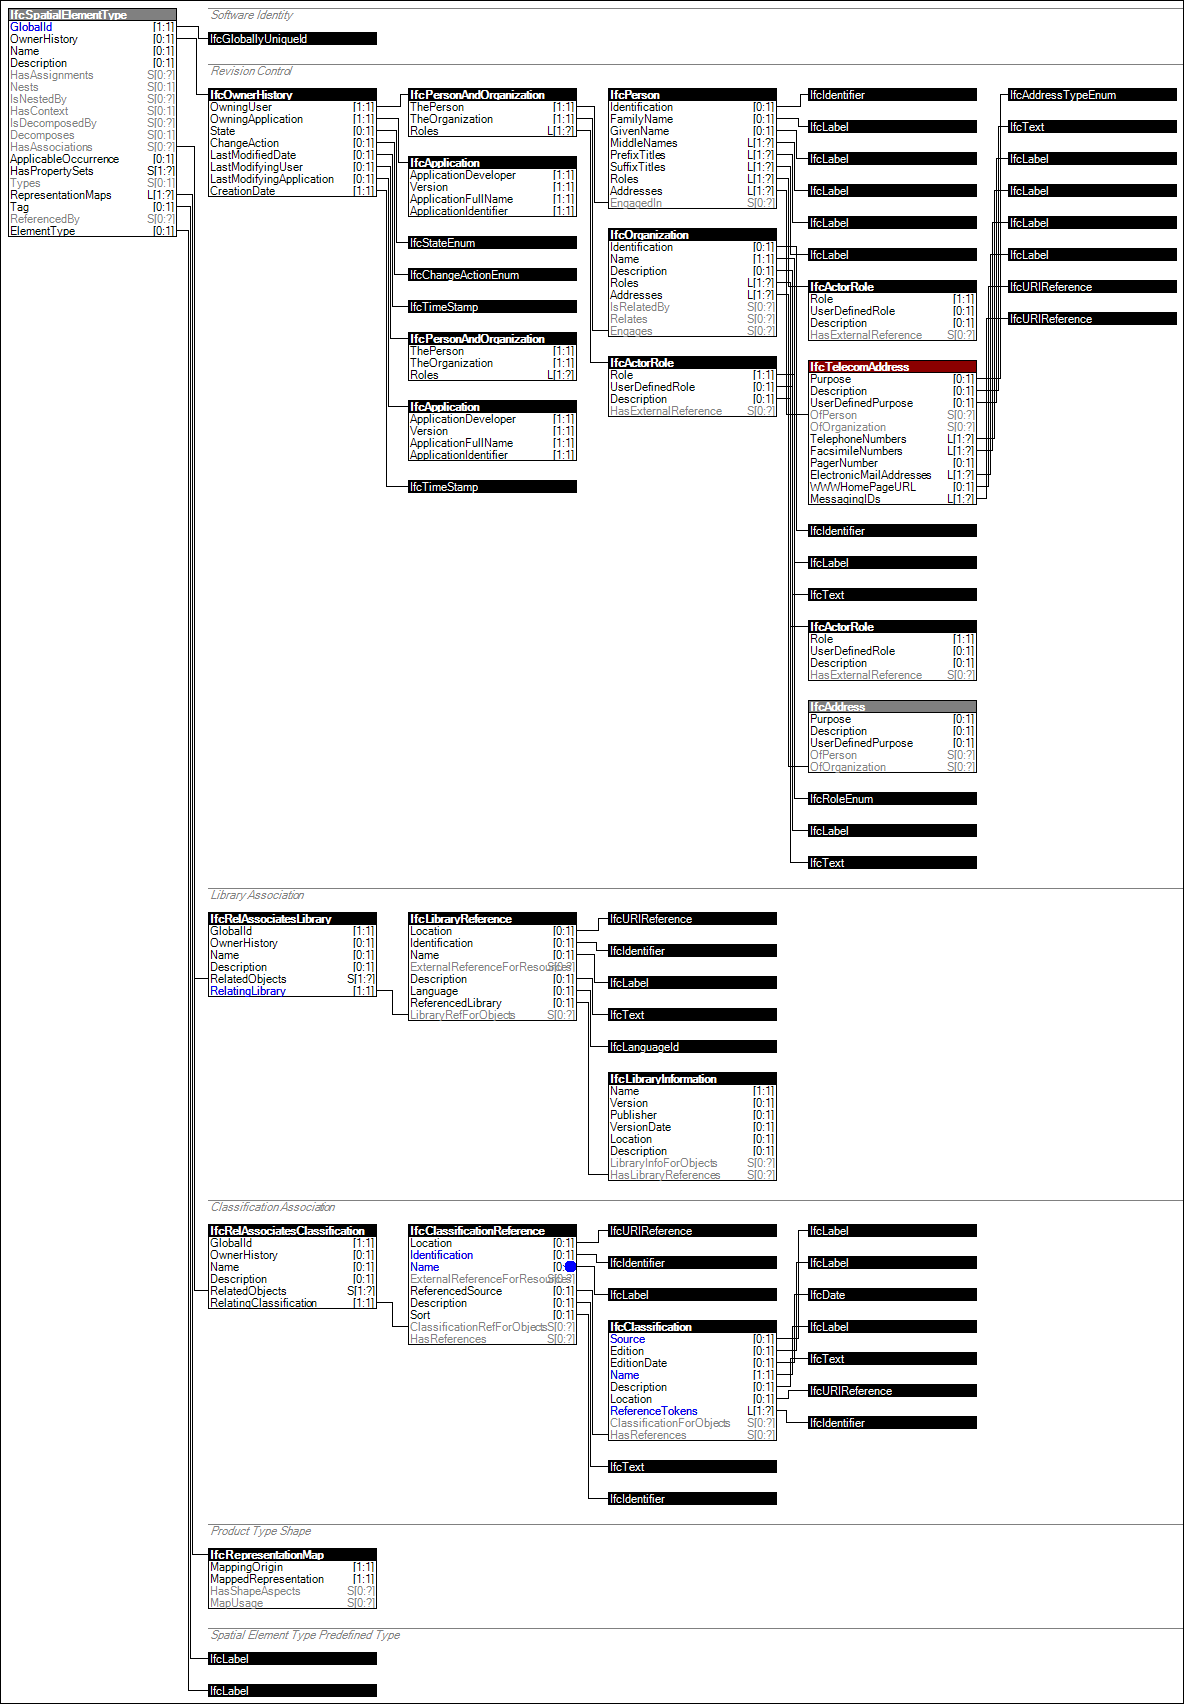 IfcSpatialElementType
GlobalId [1:1]
OwnerHistory [0:1]
Name [0:1]
Description [0:1]
HasAssignments S[0:?]
Nests S[0:1]
IsNestedBy S[0:?]
HasContext S[0:1]
IsDecomposedBy S[0:?]
Decomposes S[0:1]
HasAssociations S[0:?]
ApplicableOccurrence [0:1]
HasPropertySets S[1:?]
Types S[0:1]
RepresentationMaps L[1:?]
Tag [0:1]
ReferencedBy S[0:?]
ElementType [0:1]
Software Identity
IfcGloballyUniqueId
Revision Control
IfcOwnerHistory
OwningUser [1:1]
OwningApplication [1:1]
State [0:1]
ChangeAction [0:1]
LastModifiedDate [0:1]
LastModifyingUser [0:1]
LastModifyingApplication [0:1]
CreationDate [1:1]
IfcPersonAndOrganization
ThePerson [1:1]
TheOrganization [1:1]
Roles L[1:?]
IfcApplication
ApplicationDeveloper [1:1]
Version [1:1]
ApplicationFullName [1:1]
ApplicationIdentifier [1:1]
IfcStateEnum
IfcChangeActionEnum
IfcTimeStamp
IfcPersonAndOrganization
ThePerson [1:1]
TheOrganization [1:1]
Roles L[1:?]
IfcApplication
ApplicationDeveloper [1:1]
Version [1:1]
ApplicationFullName [1:1]
ApplicationIdentifier [1:1]
IfcTimeStamp
IfcPerson
Identification [0:1]
FamilyName [0:1]
GivenName [0:1]
MiddleNames L[1:?]
PrefixTitles L[1:?]
SuffixTitles L[1:?]
Roles L[1:?]
Addresses L[1:?]
EngagedIn S[0:?]
IfcOrganization
Identification [0:1]
Name [1:1]
Description [0:1]
Roles L[1:?]
Addresses L[1:?]
IsRelatedBy S[0:?]
Relates S[0:?]
Engages S[0:?]
IfcActorRole
Role [1:1]
UserDefinedRole [0:1]
Description [0:1]
HasExternalReference S[0:?]
IfcIdentifier
IfcLabel
IfcLabel
IfcLabel
IfcLabel
IfcLabel
IfcActorRole
Role [1:1]
UserDefinedRole [0:1]
Description [0:1]
HasExternalReference S[0:?]
IfcTelecomAddress
Purpose [0:1]
Description [0:1]
UserDefinedPurpose [0:1]
OfPerson S[0:?]
OfOrganization S[0:?]
TelephoneNumbers L[1:?]
FacsimileNumbers L[1:?]
PagerNumber [0:1]
ElectronicMailAddresses L[1:?]
WWWHomePageURL [0:1]
MessagingIDs L[1:?]
IfcIdentifier
IfcLabel
IfcText
IfcActorRole
Role [1:1]
UserDefinedRole [0:1]
Description [0:1]
HasExternalReference S[0:?]
IfcAddress
Purpose [0:1]
Description [0:1]
UserDefinedPurpose [0:1]
OfPerson S[0:?]
OfOrganization S[0:?]
IfcRoleEnum
IfcLabel
IfcText
IfcAddressTypeEnum
IfcText
IfcLabel
IfcLabel
IfcLabel
IfcLabel
IfcURIReference
IfcURIReference
Library Association
IfcRelAssociatesLibrary
GlobalId [1:1]
OwnerHistory [0:1]
Name [0:1]
Description [0:1]
RelatedObjects S[1:?]
RelatingLibrary [1:1]
IfcLibraryReference
Location [0:1]
Identification [0:1]
Name [0:1]
ExternalReferenceForResources S[0:?]
Description [0:1]
Language [0:1]
ReferencedLibrary [0:1]
LibraryRefForObjects S[0:?]
IfcURIReference
IfcIdentifier
IfcLabel
IfcText
IfcLanguageId
IfcLibraryInformation
Name [1:1]
Version [0:1]
Publisher [0:1]
VersionDate [0:1]
Location [0:1]
Description [0:1]
LibraryInfoForObjects S[0:?]
HasLibraryReferences S[0:?]
Classification Association
IfcRelAssociatesClassification
GlobalId [1:1]
OwnerHistory [0:1]
Name [0:1]
Description [0:1]
RelatedObjects S[1:?]
RelatingClassification [1:1]
IfcClassificationReference
Location [0:1]
Identification [0:1]
Name [0:
ExternalReferenceForResources S[0:?]
ReferencedSource [0:1]
Description [0:1]
Sort [0:1]
ClassificationRefForObjects S[0:?]
HasReferences S[0:?]
IfcURIReference
IfcIdentifier
IfcLabel
IfcClassification
Source [0:1]
Edition [0:1]
EditionDate [0:1]
Name [1:1]
Description [0:1]
Location [0:1]
ReferenceTokens L[1:?]
ClassificationForObjects S[0:?]
HasReferences S[0:?]
IfcText
IfcIdentifier
IfcLabel
IfcLabel
IfcDate
IfcLabel
IfcText
IfcURIReference
IfcIdentifier
Product Type Shape
IfcRepresentationMap
MappingOrigin [1:1]
MappedRepresentation [1:1]
HasShapeAspects S[0:?]
MapUsage S[0:?]
Spatial Element Type Predefined Type
IfcLabel
IfcLabel